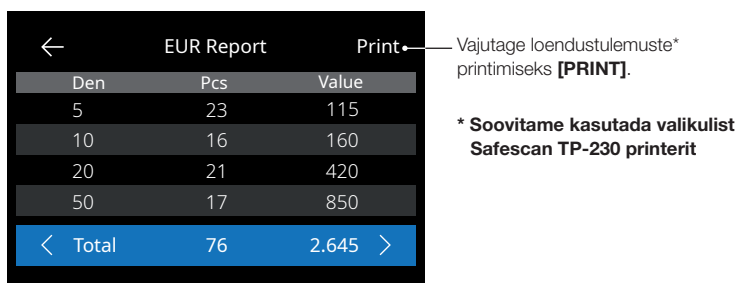 EUR Report Print
Den Pcs Value
5 23 115
10 16 160
20 21 420
50 17 850
Total 76 2.645
Vajutage loendustulemuste*
printimiseks [PRINT].
* Soovitame kasutada valikulist
Safescan TP-230 printerit